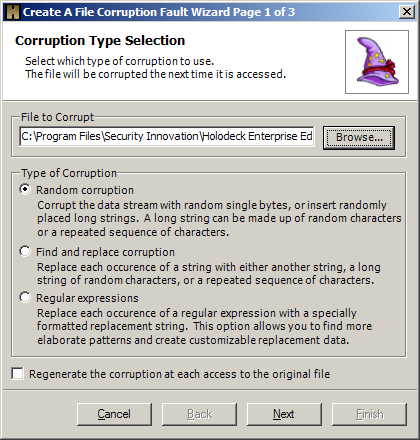 Create A File Corruption Fault Wizard Page 1 of 3
Corruption Type Selection
Select which type of corruption to use.
The file will be corrupted the next time it is accessed.
File to Corrupt
C:\Program Files\Security Innovation\Holodeck Enterprise Ed
Browse...
Type of Corruption
Random corruption
Corrupt the data stream with random single bytes, or insert randomly
placed long strings. A long string can be made up of random characters
or a repeated sequence of characters.
Find and replace corruption
Replace each occurence of a string with either another string, a long
string of random characters, or a repeated sequence of characters.
Regular expressions
Replace each occurence of a regular expression with a specially
formatted replacement string. This option allows you to find more
elaborate patterns and create customizable replacement data.
Regenerate the corruption at each access to the original file
Cancel
Back
Next
Finish